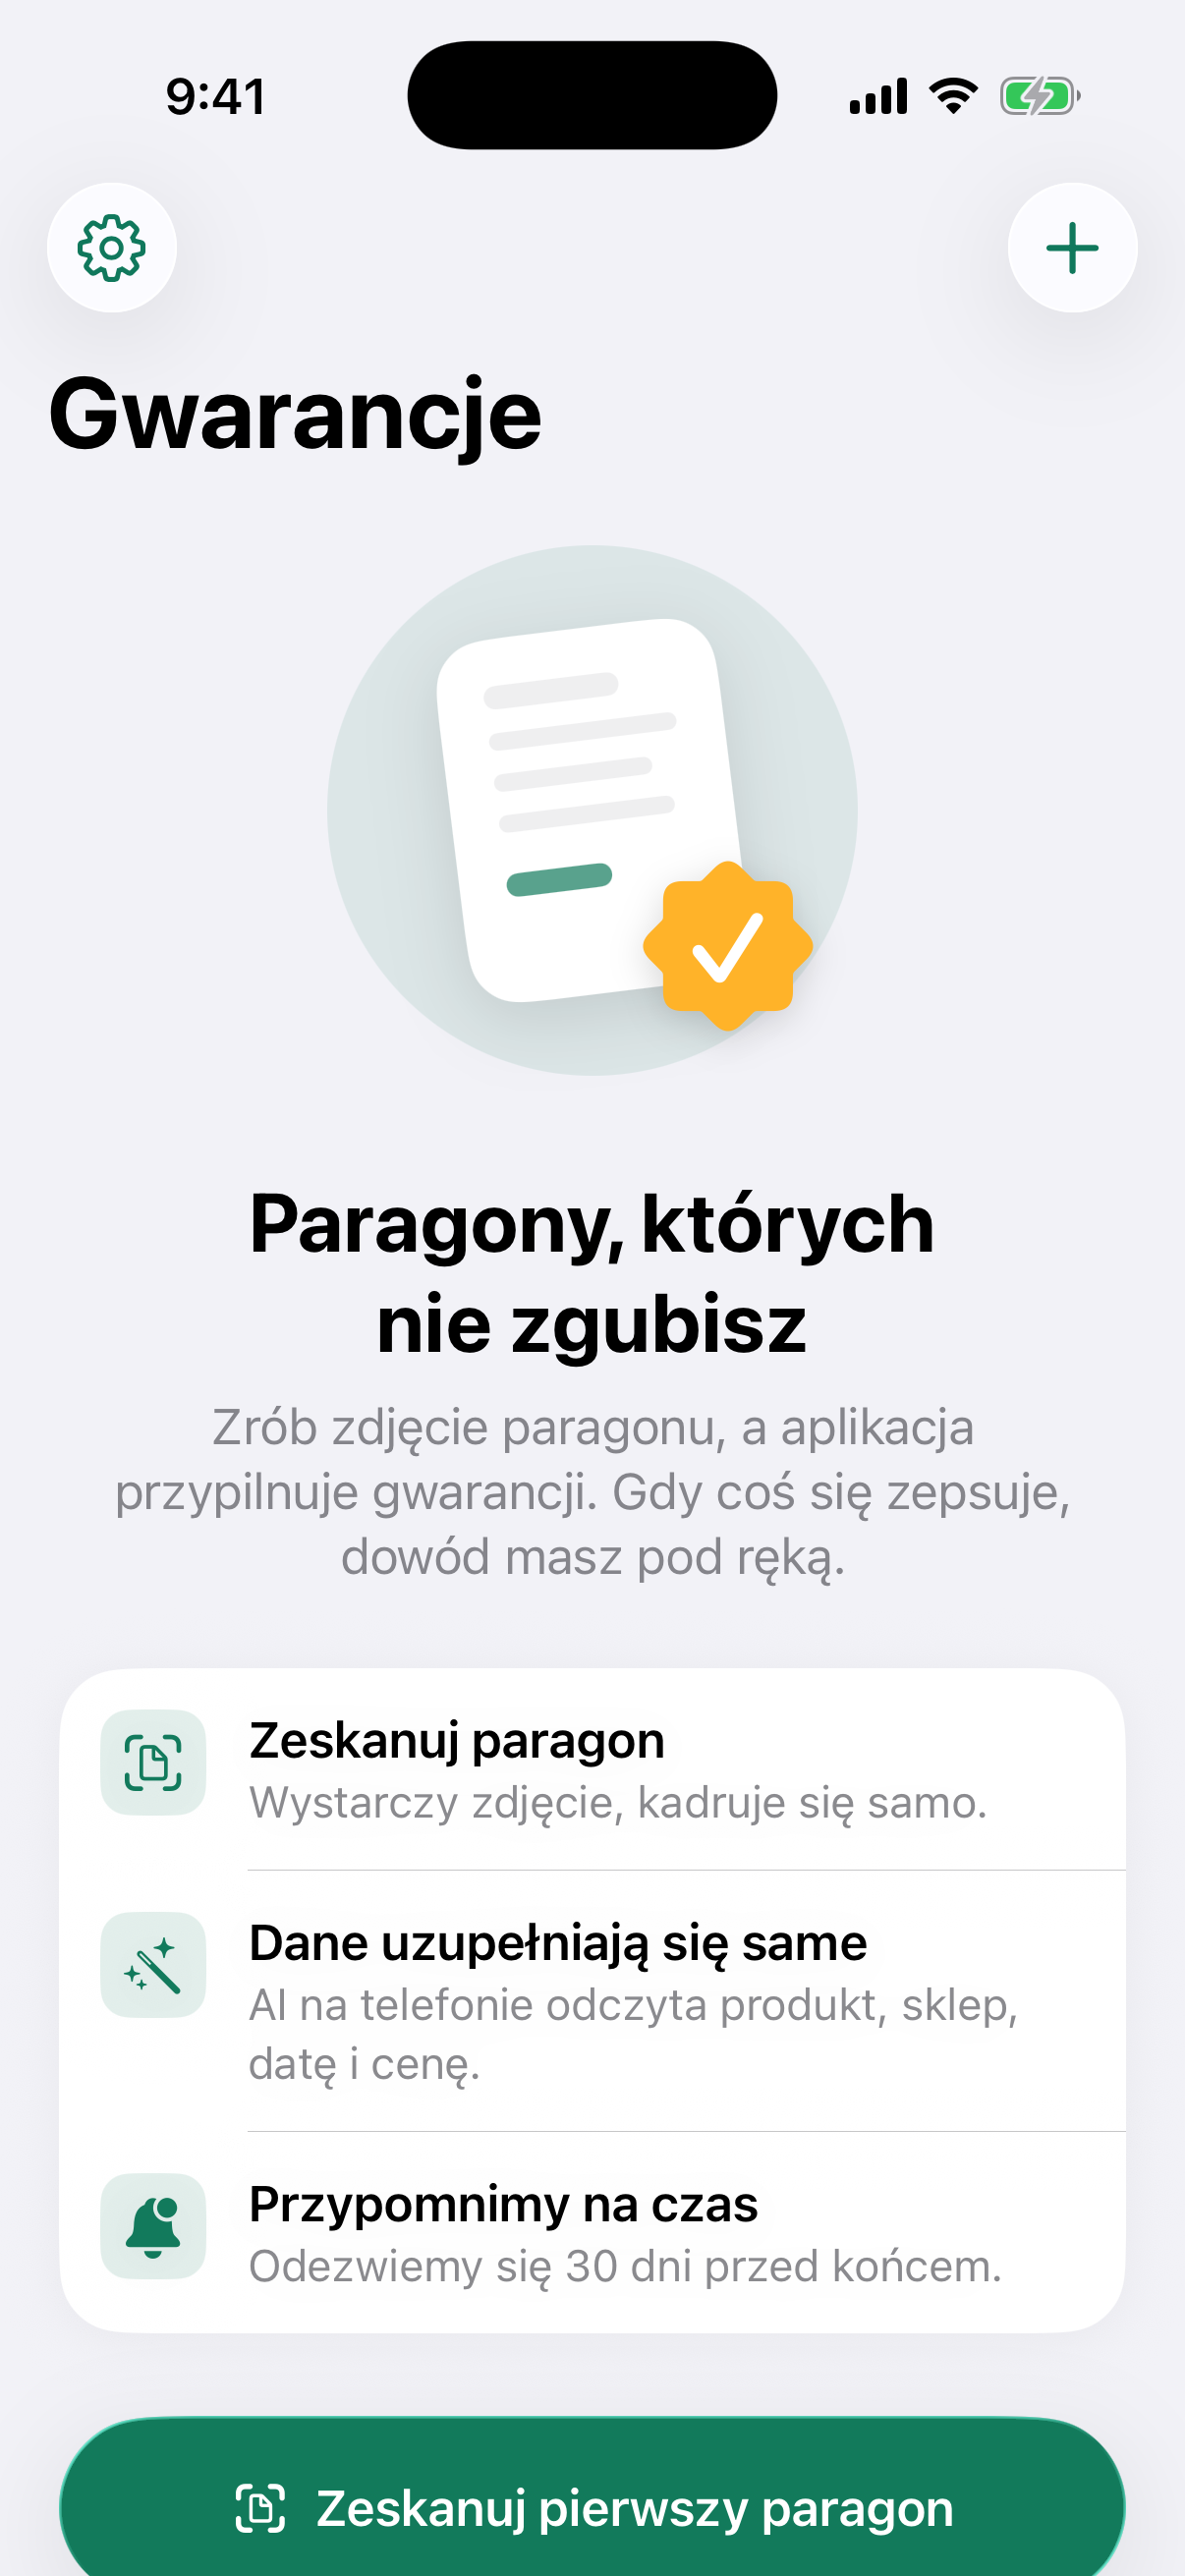 9:41
Gwarancje
Paragony, których
nie zgubisz
Zrób zdjęcie paragonu, a aplikacja
przypilnuje gwarancji. Gdy coś się zepsuje,
dowód masz pod ręką.
Zeskanuj paragon
Wystarczy zdjęcie, kadruje się samo.
Dane uzupełniają się same
AI na telefonie odczyta produkt, sklep,
datę i cenę.
Przypomnimy na czas
Odezwiemy się 30 dni przed końcem.
Zeskanuj pierwszy paragon